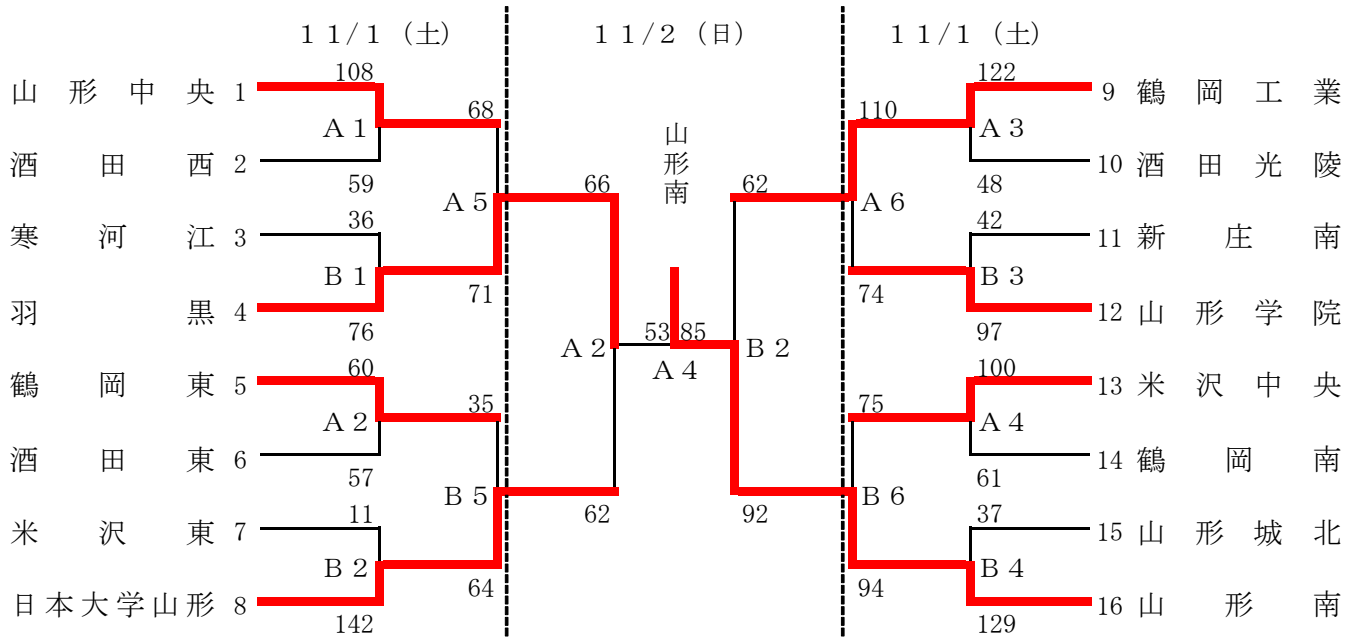 11/1 (土) 11/2 (日) 11/1 (土)
108 122
山形中央 1 9 鶴岡工業
68 110
A1 A3
山形南
酒田西 2 10 酒田光陵
59 66 62 48
A5 A6
36 42
寒河江 3 11 新庄南
B1 B3
71 74
羽黒 4 12 山形学院
76 53 85 97
A2 A4 B2
60 100
鶴岡東 5 13 米沢中央
35 75
A2 A4
酒田東 6 14 鶴岡南
57 61
B5 B6
11 62 92 37
米沢東 7 15 山形城北
B2 B4
64 94
日本大学山形 8 16 山形南
142 129